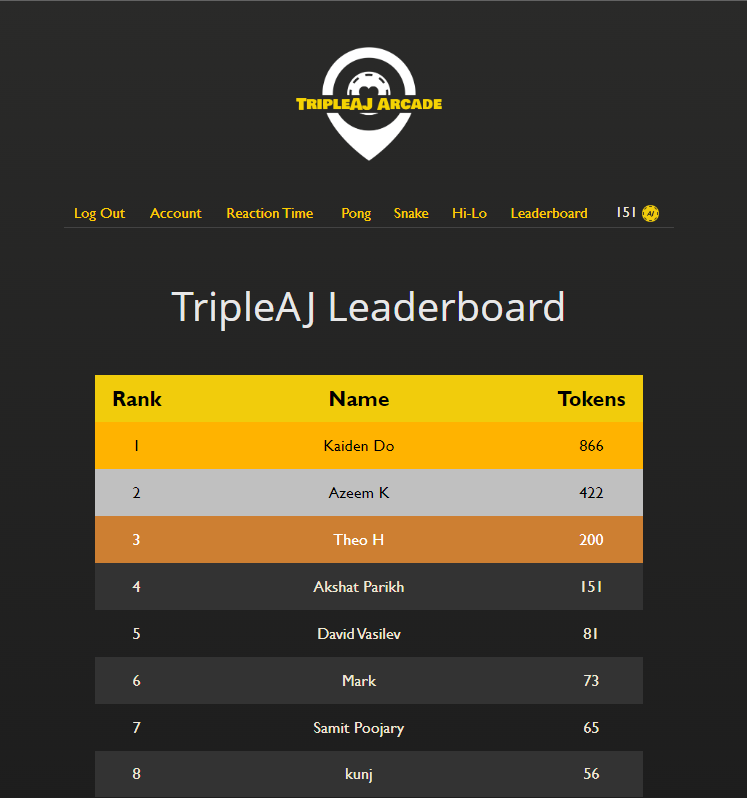 TripleAJ Arcade
Log Out Account Reaction Time Pong Snake Hi-Lo Leaderboard 151 AJ
TripleAJ Leaderboard
Rank Name Tokens
1 Kaiden Do 866
2 Azeem K 422
3 Theo H 200
4 Akshat Parikh 151
5 David Vasilev 81
6 Mark 73
7 Samit Poojary 65
8 kunj 56